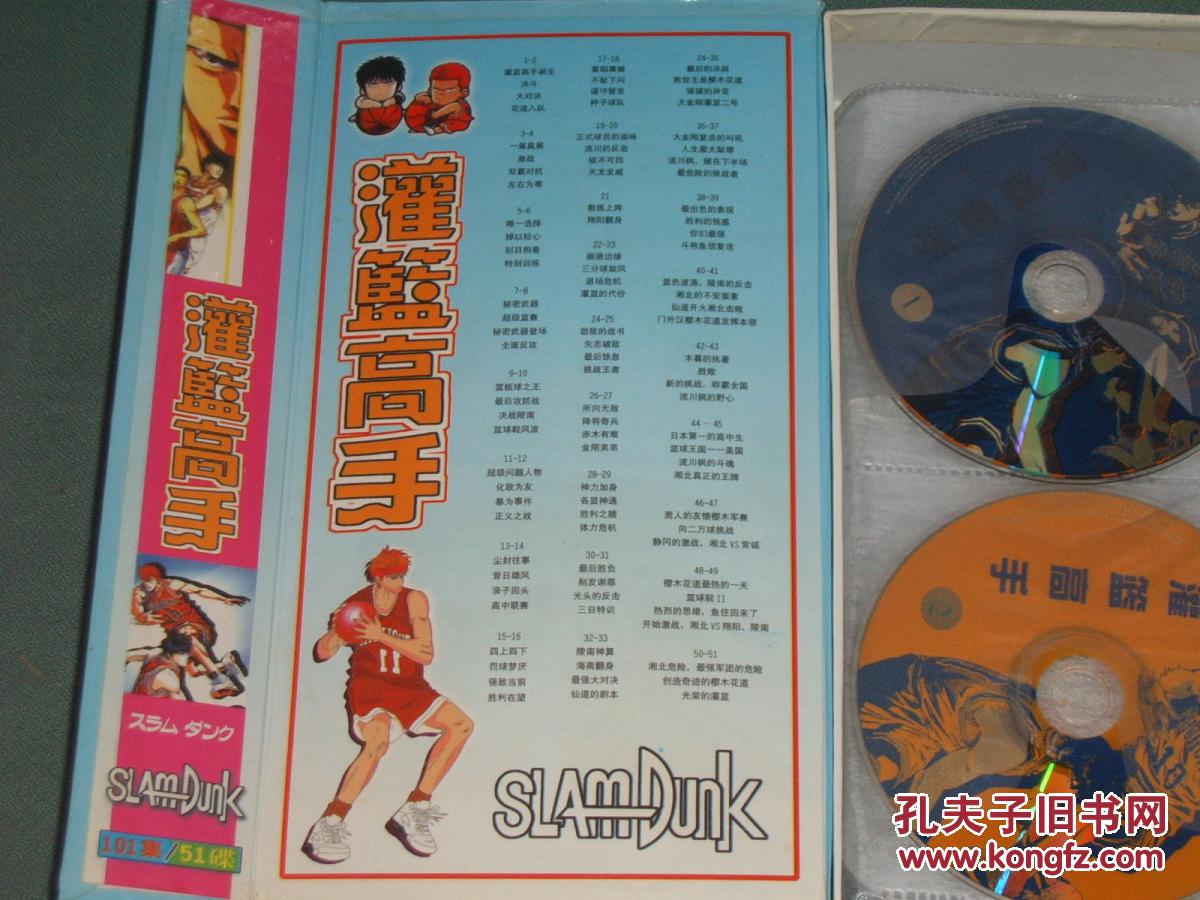 灌籃高手
スラム ダンク
SLAM DUNK
101集/51碟
灌籃高手
1-2
灌篮高手诞生
决斗
大对决
花道入队
3-4
一筹莫展
激战
双霸对抗
左右为难
5-6
唯一选择
掉以轻心
刮目相看
特别训练
7-8
秘密武器
超级篮赛
秘密武器登场
全面反攻
9-10
篮板球之王
最后攻防战
决战陵南
篮球鞋风波
11-12
超级问题人物
化敌为友
暴力事件
正义之战
13-14
尘封往事
昔日雄风
浪子回头
高中联赛
15-16
四上四下
罚球梦厌
强敌当前
胜利在望
17-18
重蹈覆辙
不耻下问
谨守留言
种子球队
19-20
正式球员的滋味
流川的反击
锐不可挡
天龙发威
21
教练上阵
翔阳翻身
22-23
崩溃边缘
三分球旋风
退场危机
灌篮的代价
24-25
劲敌的战书
矢志破敌
最后馀息
挑战王者
26-27
所向无敌
降将奇兵
赤木有难
金刚弟弟
28-29
神力加身
各显神通
胜利之赌
体力危机
30-31
最后胜负
削发谢罪
光头的反击
三日特训
32-33
陵南神算
海南翻身
最强大对决
仙道的剧本
24-35
最后的决战
救世主是樱木花道
猩猩的异变
大金刚灌篮二号
36-37
大金刚复活的叫吼
人生最大耻辱
流川枫，赌在下半场
最危险的挑战者
38-39
最出色的表现
胜利的预感
你们最强
斗将鱼信复活
40-41
蓝色波涛，陵南的反击
湘北的不安要素
仙道开火湘北击败
门外汉樱木花道发挥本领
42-43
木暮的执著
胜败
新的挑战，称霸全国
流川枫的野心
44－45
日本第一的高中生
篮球王国——美国
流川枫的斗魂
湘北真正的王牌
46-47
男人的友情樱木军赛
向二万球挑战
静冈的激战，湘北VS常诚
48-49
樱木花道最热的一天
篮球鞋II
热烈的思绪，鱼住回来了
开始激战，湘北VS翔阳、陵南
50-51
湘北危险，最强军团的危险
创造奇迹的樱木花道
光荣的灌篮
11
SLAM DUNK
1
2
灌篮高手
孔夫子旧书网
www.kongfz.com